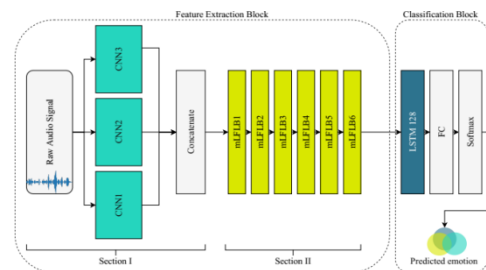 Feature Extraction Block
Classification Block
Raw Audio Signal
CNN3
CNN2
CNN1
Concatenate
mLFLB1
mLFLB2
mLFLB3
mLFLB4
mLFLB5
mLFLB6
LSTM 128
FC
Softmax
Section I
Section II
Predicted emotion